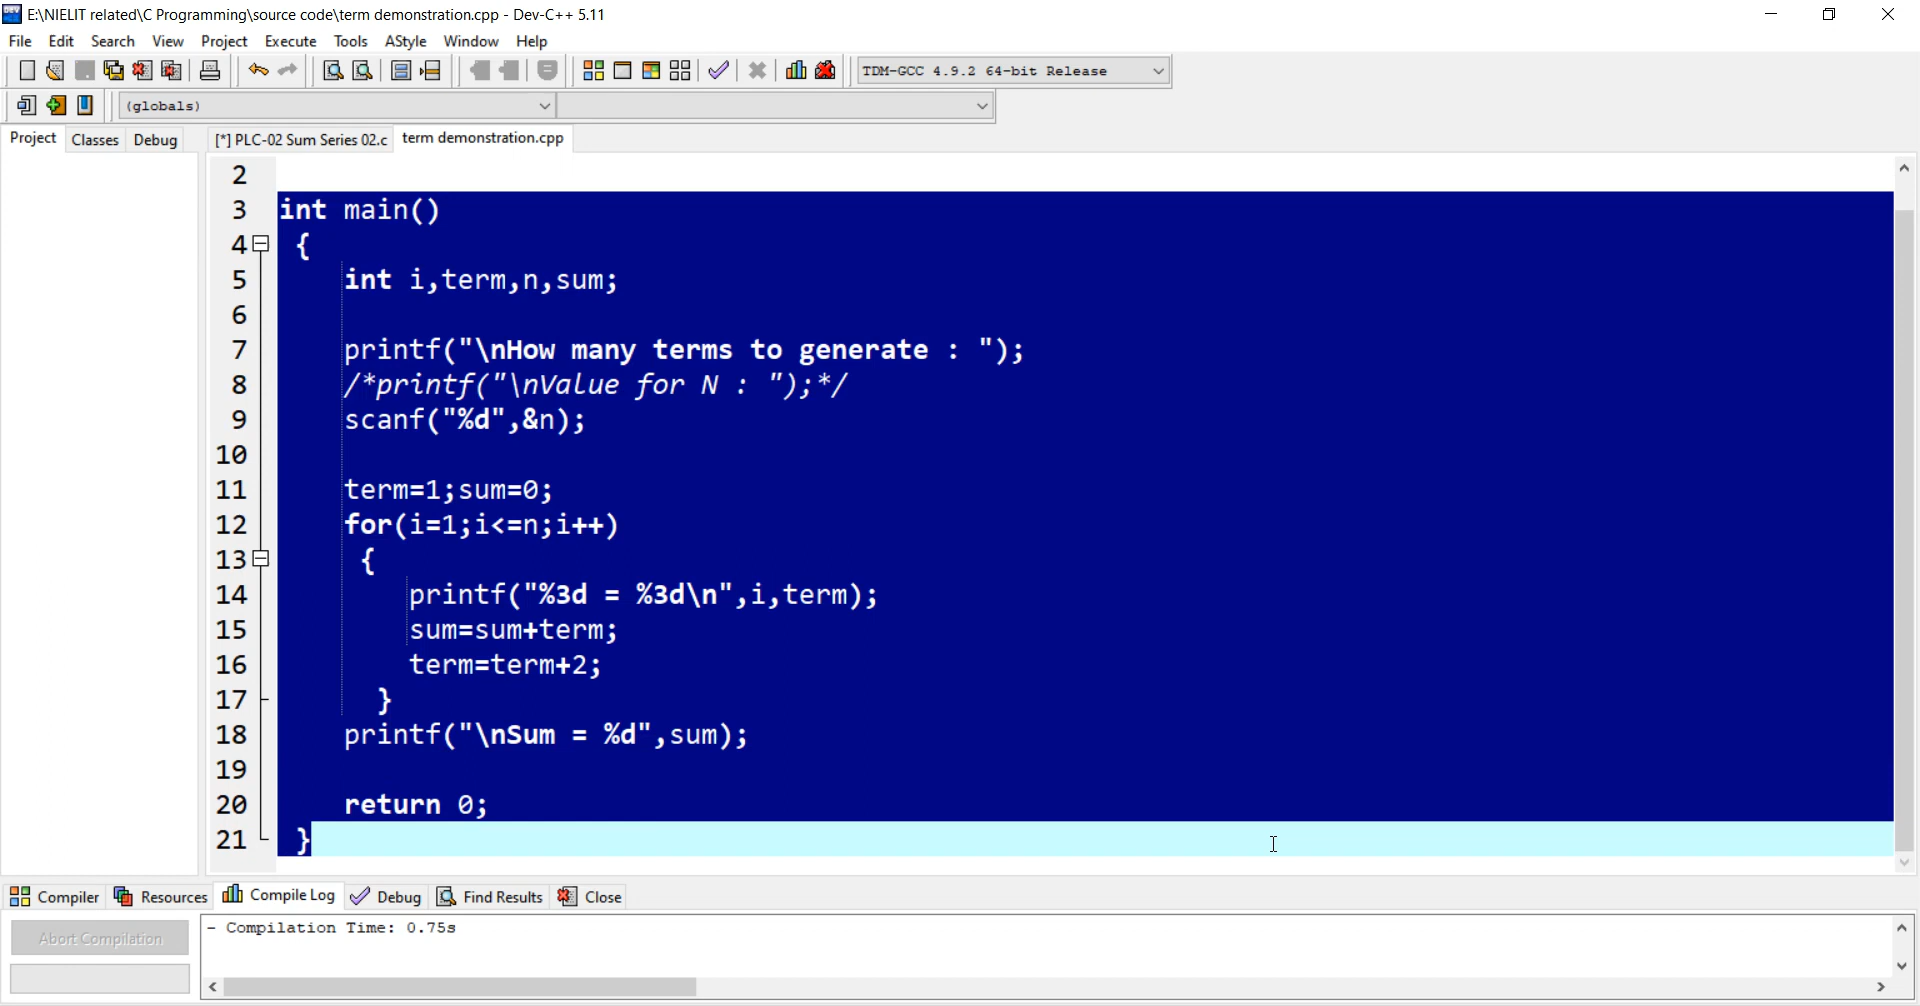 E:\NIELIT related\C Programming\source code\term demonstration.cpp - Dev-C++ 5.11
File Edit Search View Project Execute Tools AStyle Window Help
TDM-GCC 4.9.2 64-bit Release
(globals)
Project Classes Debug [*] PLC-02 Sum Series 02.c term demonstration.cpp
2
3 int main()
4 {
5 int i,term,n,sum;
6
7 printf("\nHow many terms to generate : ");
8 /*printf("\nValue for N : ");*/
9 scanf("%d",&n);
10
11 term=1;sum=0;
12 for(i=1;i<=n;i++)
13 {
14 printf("%3d = %3d\n",i,term);
15 sum=sum+term;
16 term=term+2;
17 }
18 printf("\nSum = %d",sum);
19
20 return 0;
21 }
Compiler Resources Compile Log Debug Find Results Close
Abort Compilation
- Compilation Time: 0.75s